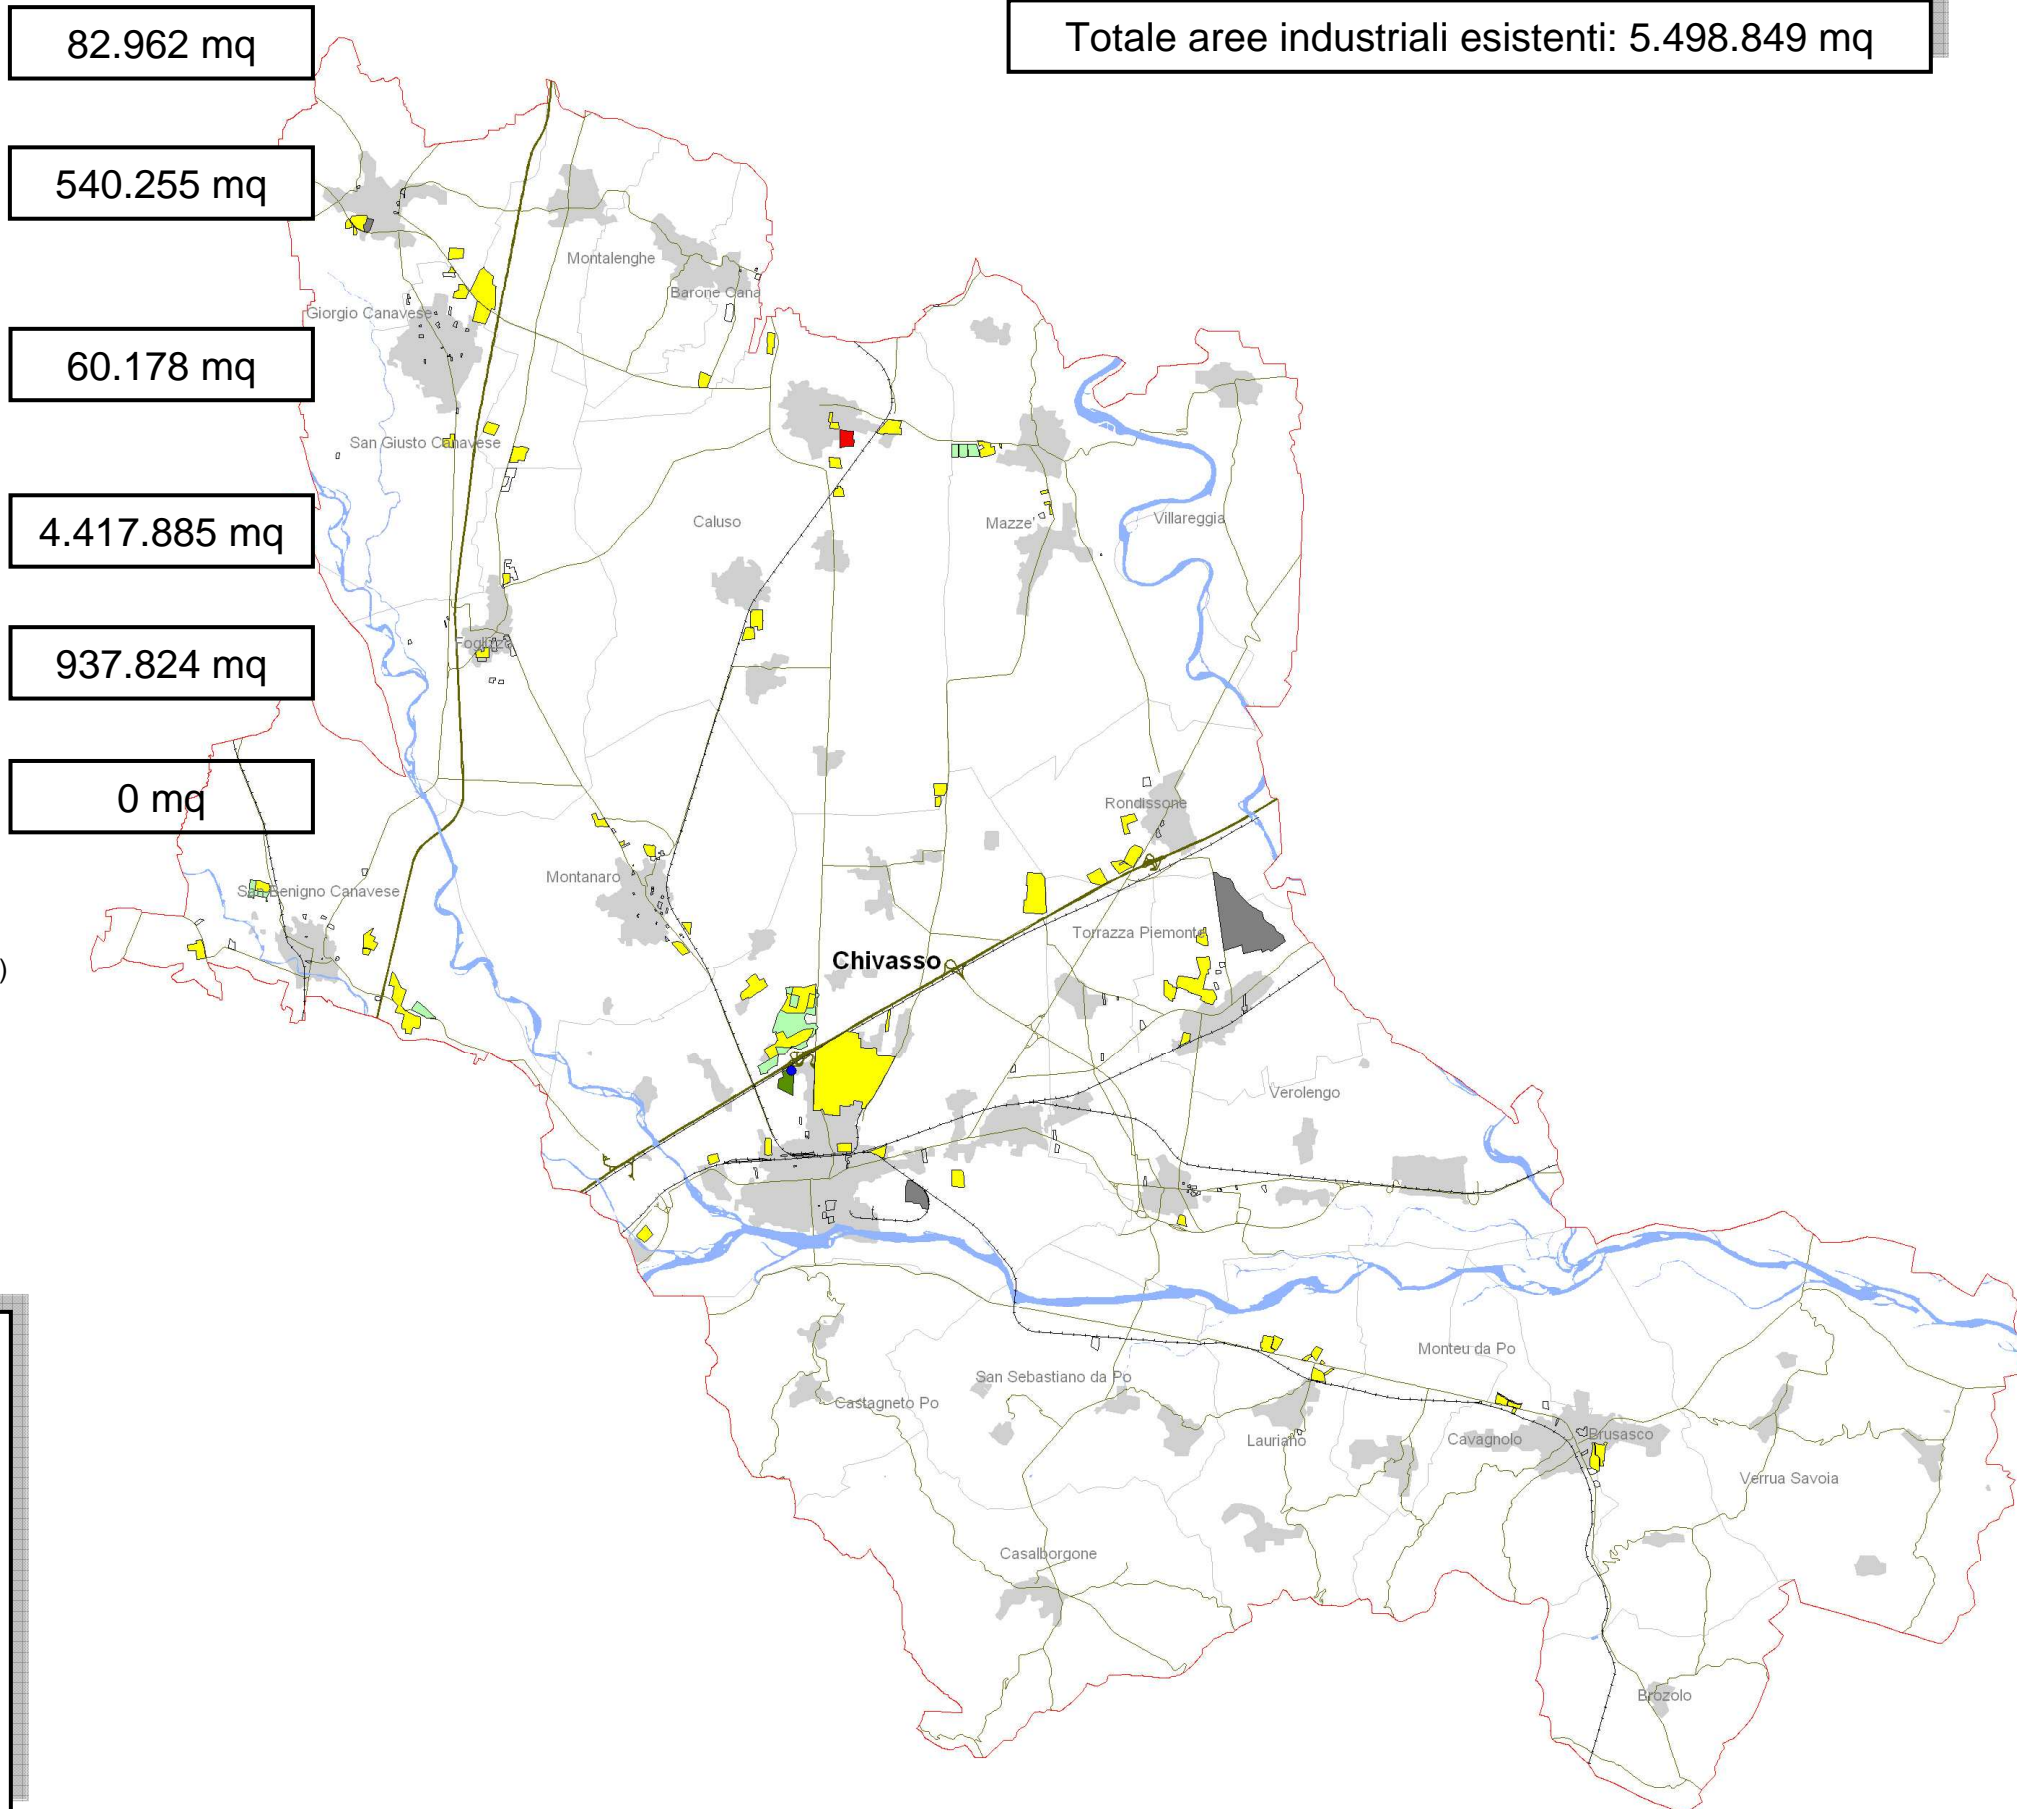 82.962 mq
Totale aree industriali esistenti: 5.498.849 mq
540.255 mq
Montalenghe
Barone Cana
Giorgio Canavese
60.178 mq
San Giusto Canavese
4.417.885 mq
Caluso
Mazze'
Villareggia
937.824 mq
Foglizzo
0 mq
Rondissone
Montanaro
San Benigno Canavese
Torrazza Piemonte
Chivasso
)
Verolengo
Monteu da Po
San Sebastiano da Po
Castagneto Po
Lauriano
Cavagnolo
Brusasco
Verrua Savoia
Casalborgone
Brozolo